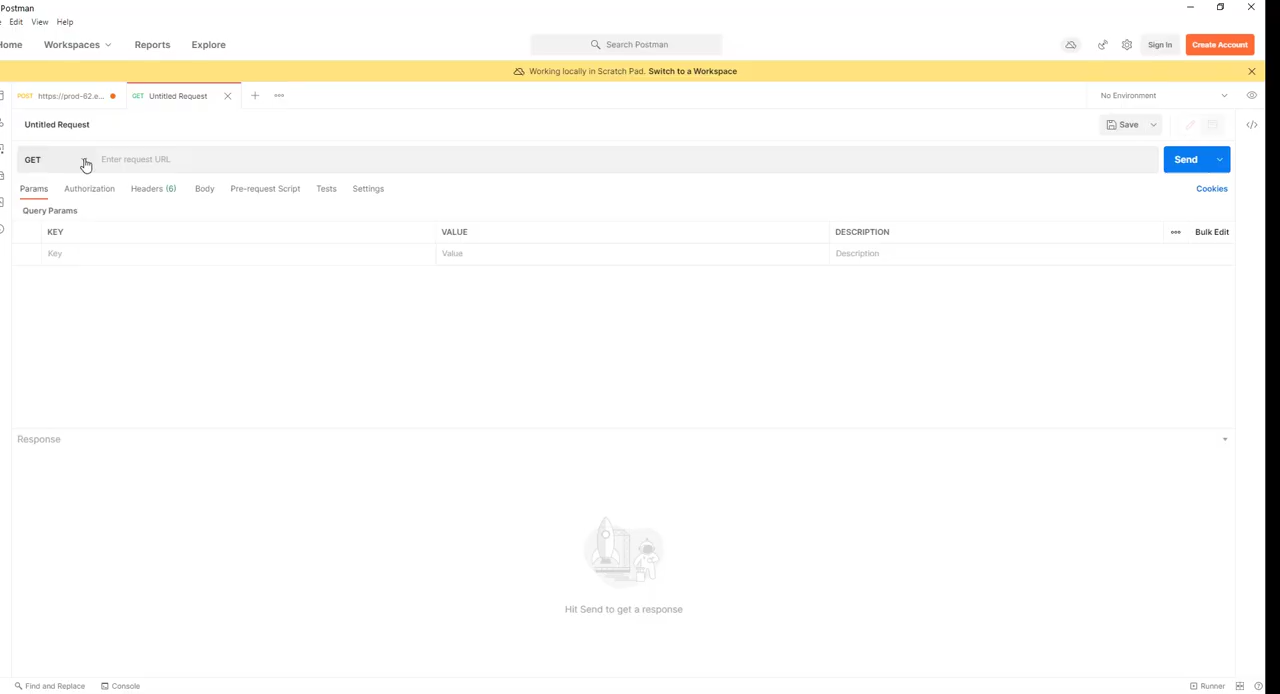 Postman
Edit View Help
Workspaces Reports Explore Search Postman Sign In Create Account
Working locally in Scratch Pad. Switch to a Workspace
POST https://prod-62.e... GET Untitled Request No Environment
Untitled Request Save
GET Enter request URL Send
Params Authorization Headers (6) Body Pre-request Script Tests Settings Cookies
Query Params
KEY VALUE DESCRIPTION Bulk Edit
Key Value Description
Response
Hit Send to get a response
Find and Replace Console Runner